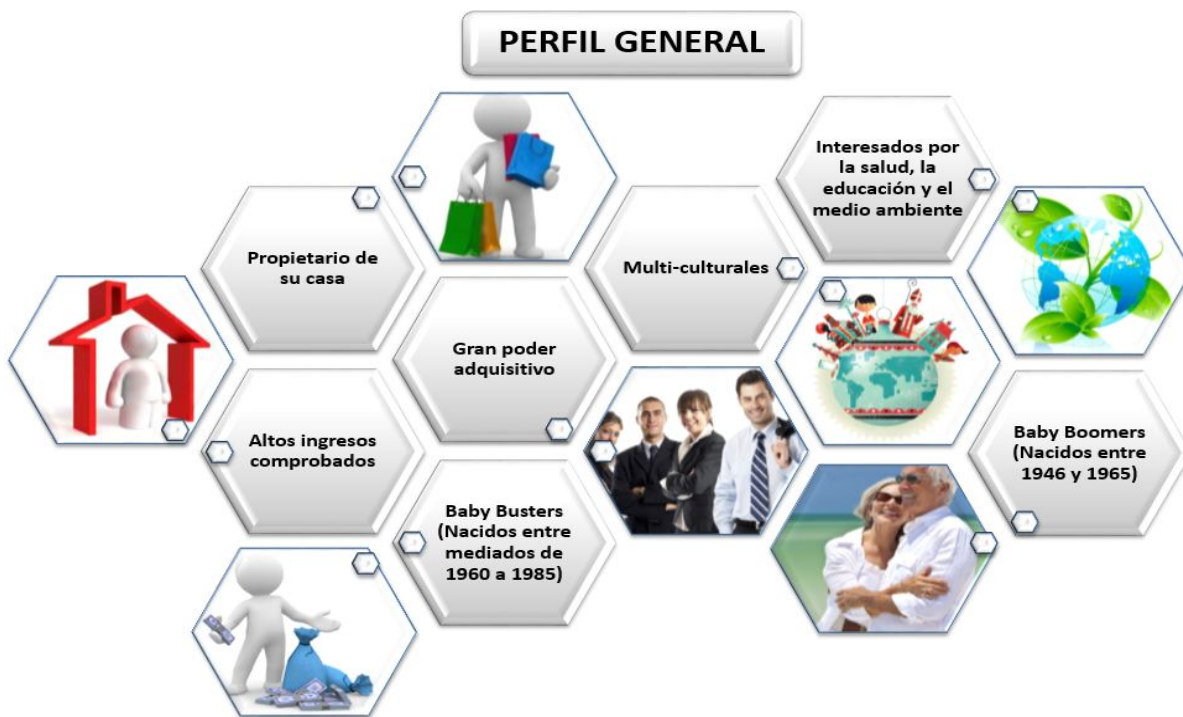 PERFIL GENERAL
Interesados por
la salud, la
educación y el
medio ambiente
Propietario de
su casa
Multi-culturales
Gran poder
adquisitivo
Altos ingresos
comprobados
Baby Boomers
(Nacidos entre
1946 y 1965)
Baby Busters
(Nacidos entre
mediados de
1960 a 1985)